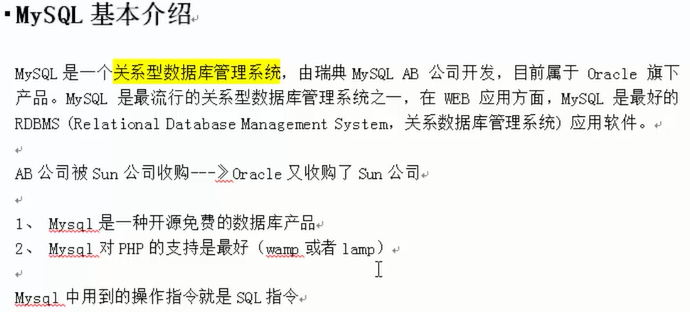 ▪MySQL 基本介绍
MySQL 是一个关系型数据库管理系统，由瑞典 MySQL AB 公司开发，目前属于 Oracle 旗下
产品。MySQL 是最流行的关系型数据库管理系统之一，在 WEB 应用方面，MySQL 是最好的
RDBMS (Relational Database Management System，关系数据库管理系统) 应用软件。
AB 公司被 Sun 公司收购---》Oracle 又收购了 Sun 公司
1、 Mysql 是一种开源免费的数据库产品
2、 Mysql 对 PHP 的支持是最好（wamp 或者 lamp）
Mysql 中用到的操作指令就是 SQL 指令